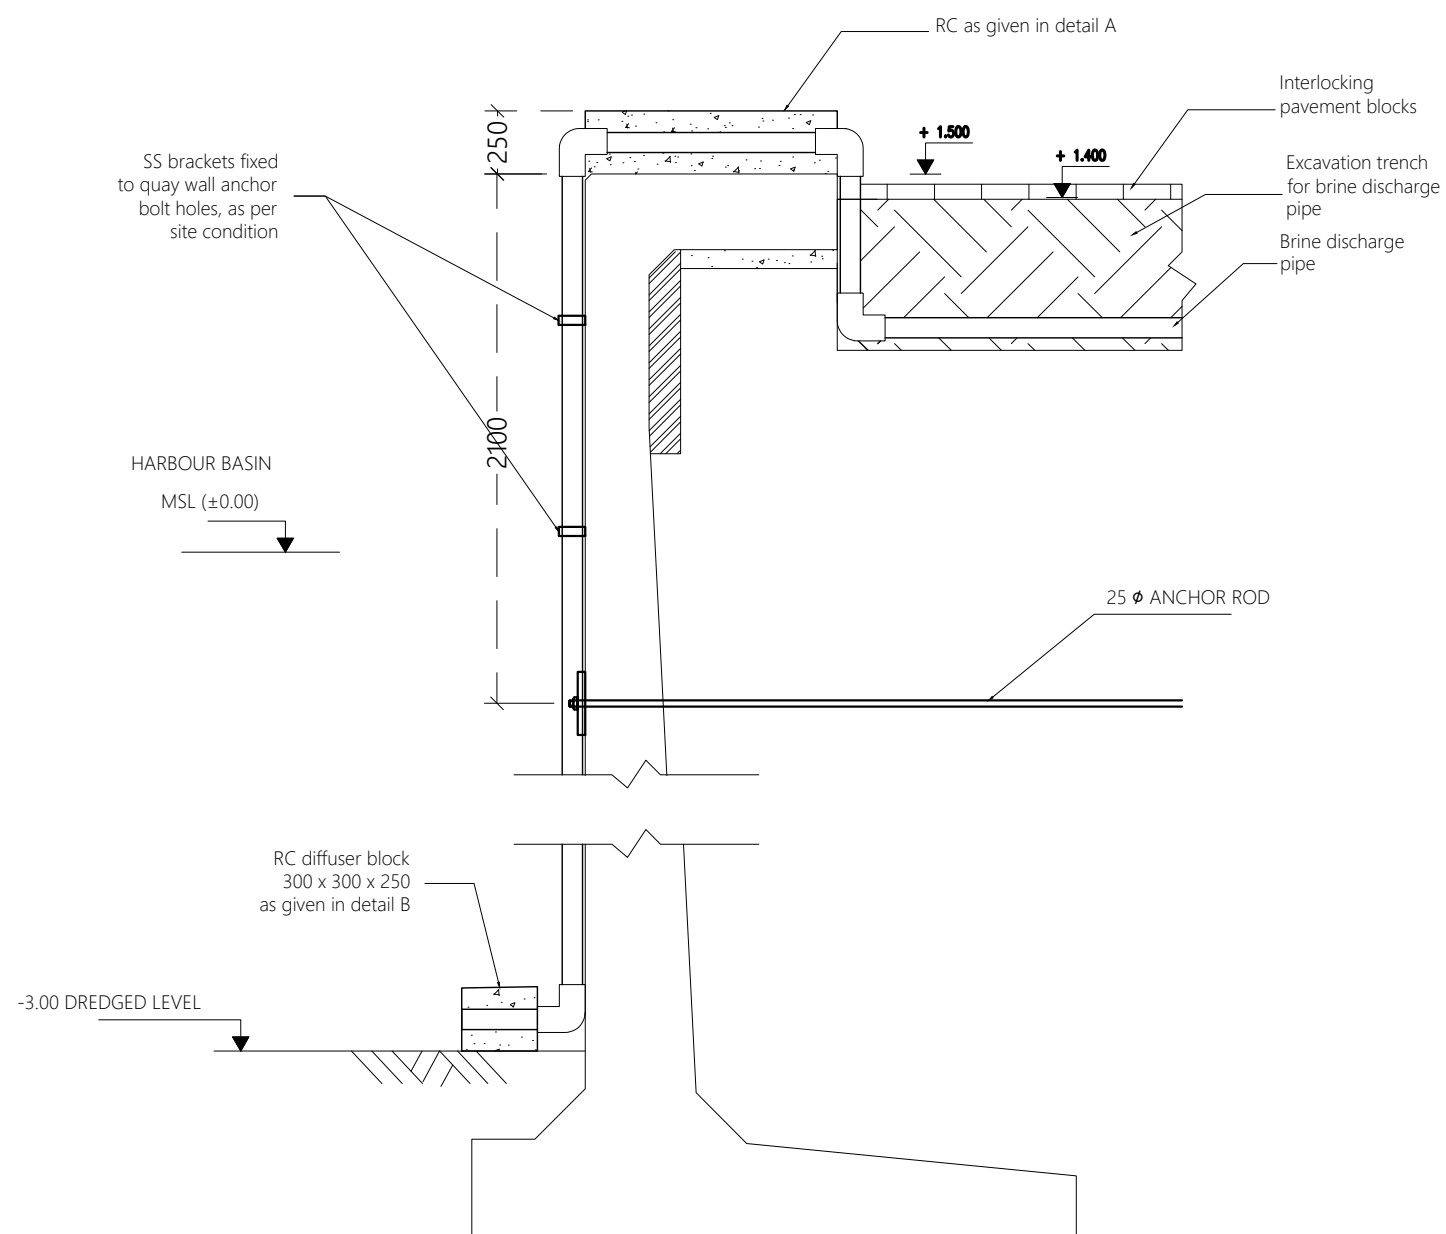 RC as given in detail A
Interlocking
pavement blocks
+ 1.500
+ 1.400
250
SS brackets fixed
to quay wall anchor
bolt holes, as per
site condition
Excavation trench
for brine discharge
pipe
Brine discharge
pipe
2100
HARBOUR BASIN
MSL (±0.00)
25 ϕ ANCHOR ROD
RC diffuser block
300 x 300 x 250
as given in detail B
-3.00 DREDGED LEVEL